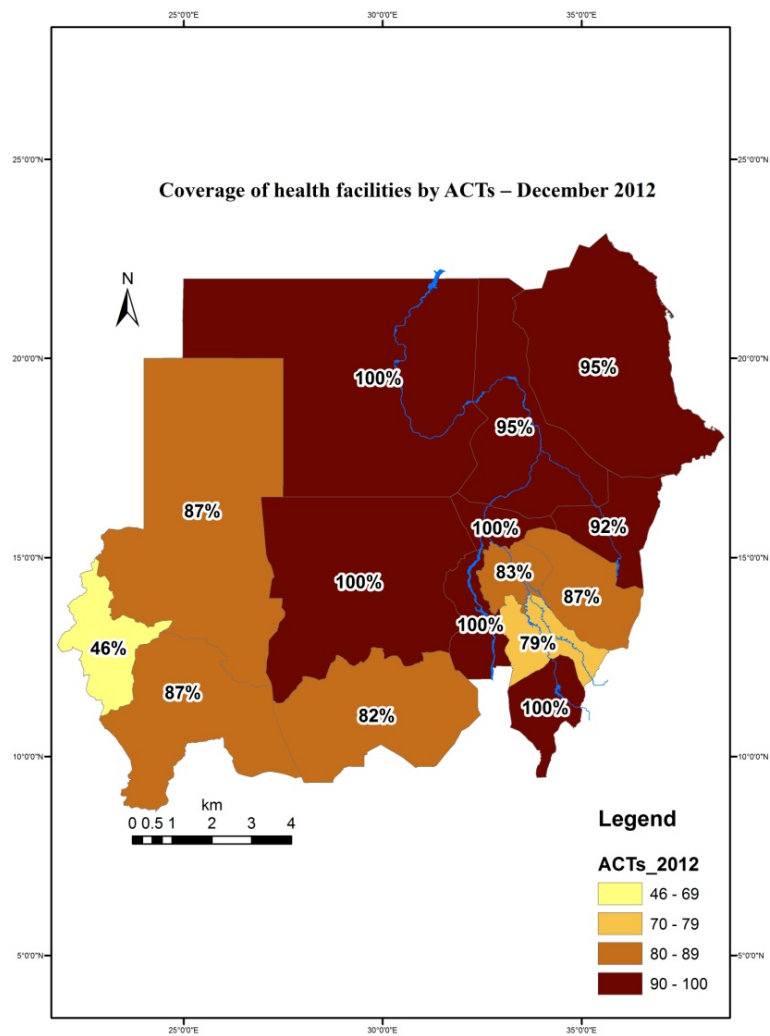 25°0'0"E 30°0'0"E 35°0'0"E
25°0'0"N 25°0'0"N
Coverage of health facilities by ACTs – December 2012
N
20°0'0"N 20°0'0"N
100%
95%
95%
87%
100%
92%
15°0'0"N 15°0'0"N
100%
83%
87%
100%
46%
79%
87%
82%
100%
10°0'0"N 10°0'0"N
km
0 0.5 1 2 3 4
Legend
ACTs_2012
46 - 69
70 - 79
80 - 89
90 - 100
5°0'0"N 5°0'0"N
25°0'0"E 30°0'0"E 35°0'0"E